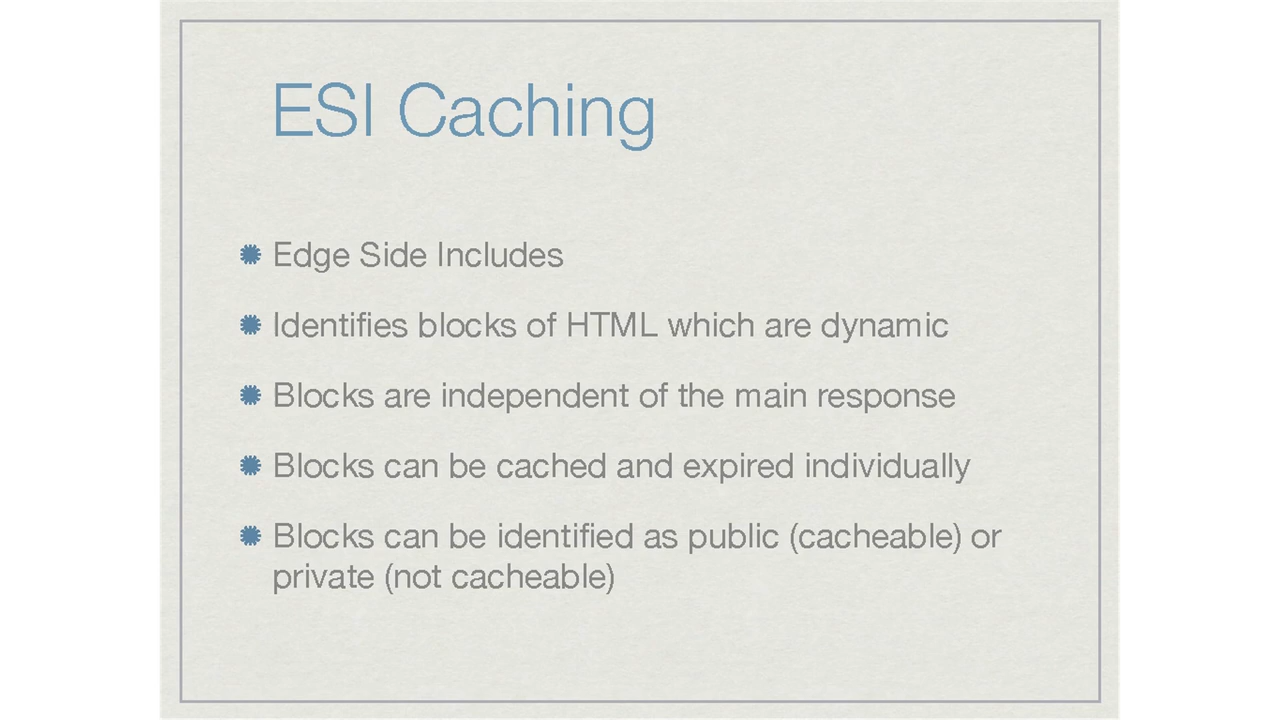 ESI Caching
Edge Side Includes
Identifies blocks of HTML which are dynamic
Blocks are independent of the main response
Blocks can be cached and expired individually
Blocks can be identified as public (cacheable) or
private (not cacheable)